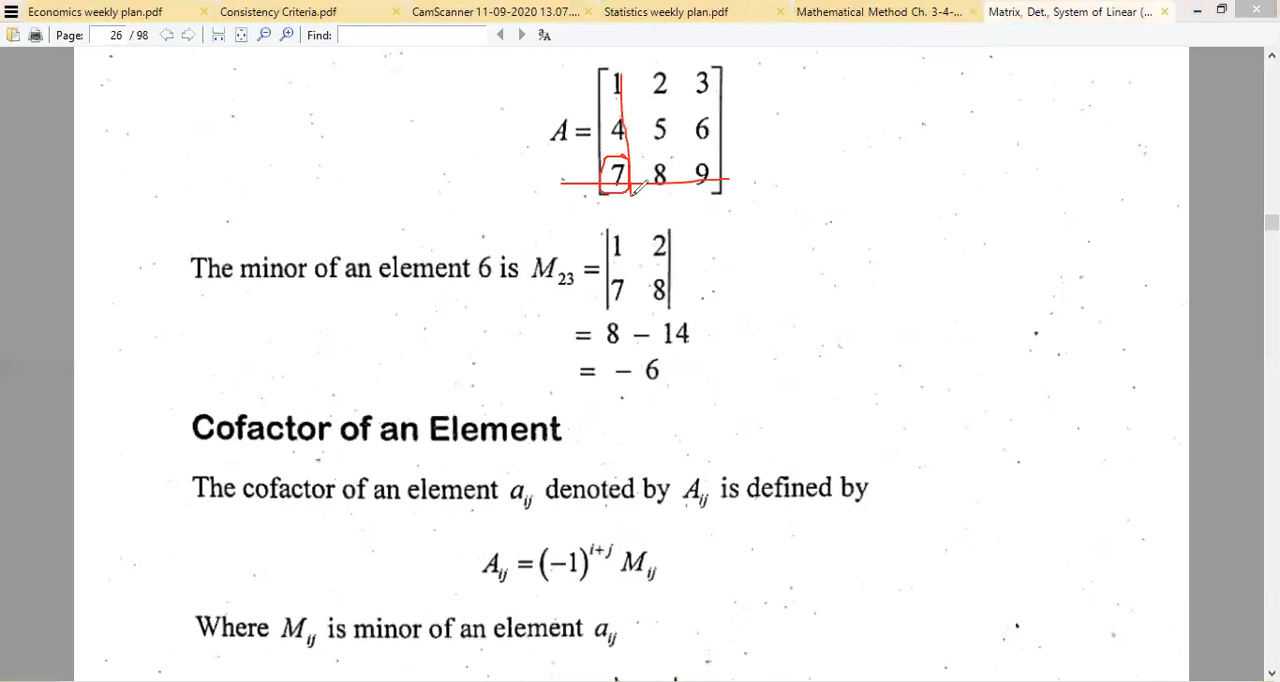 Economics weekly plan.pdf × Consistency Criteria.pdf × CamScanner 11-09-2020 13.07.... × Statistics weekly plan.pdf × Mathematical Method Ch. 3-4-... × Matrix, Det., System of Linear (... ×
Page: 26 / 98 Find:
A = [1 2 3
4 5 6
7 8 9]
The minor of an element 6 is M₂₃ = |1 2|
|7 8|
= 8 − 14
= − 6
Cofactor of an Element
The cofactor of an element aᵢⱼ denoted by Aᵢⱼ is defined by
Aᵢⱼ = (−1)ⁱ⁺ʲ Mᵢⱼ
Where Mᵢⱼ is minor of an element aᵢⱼ